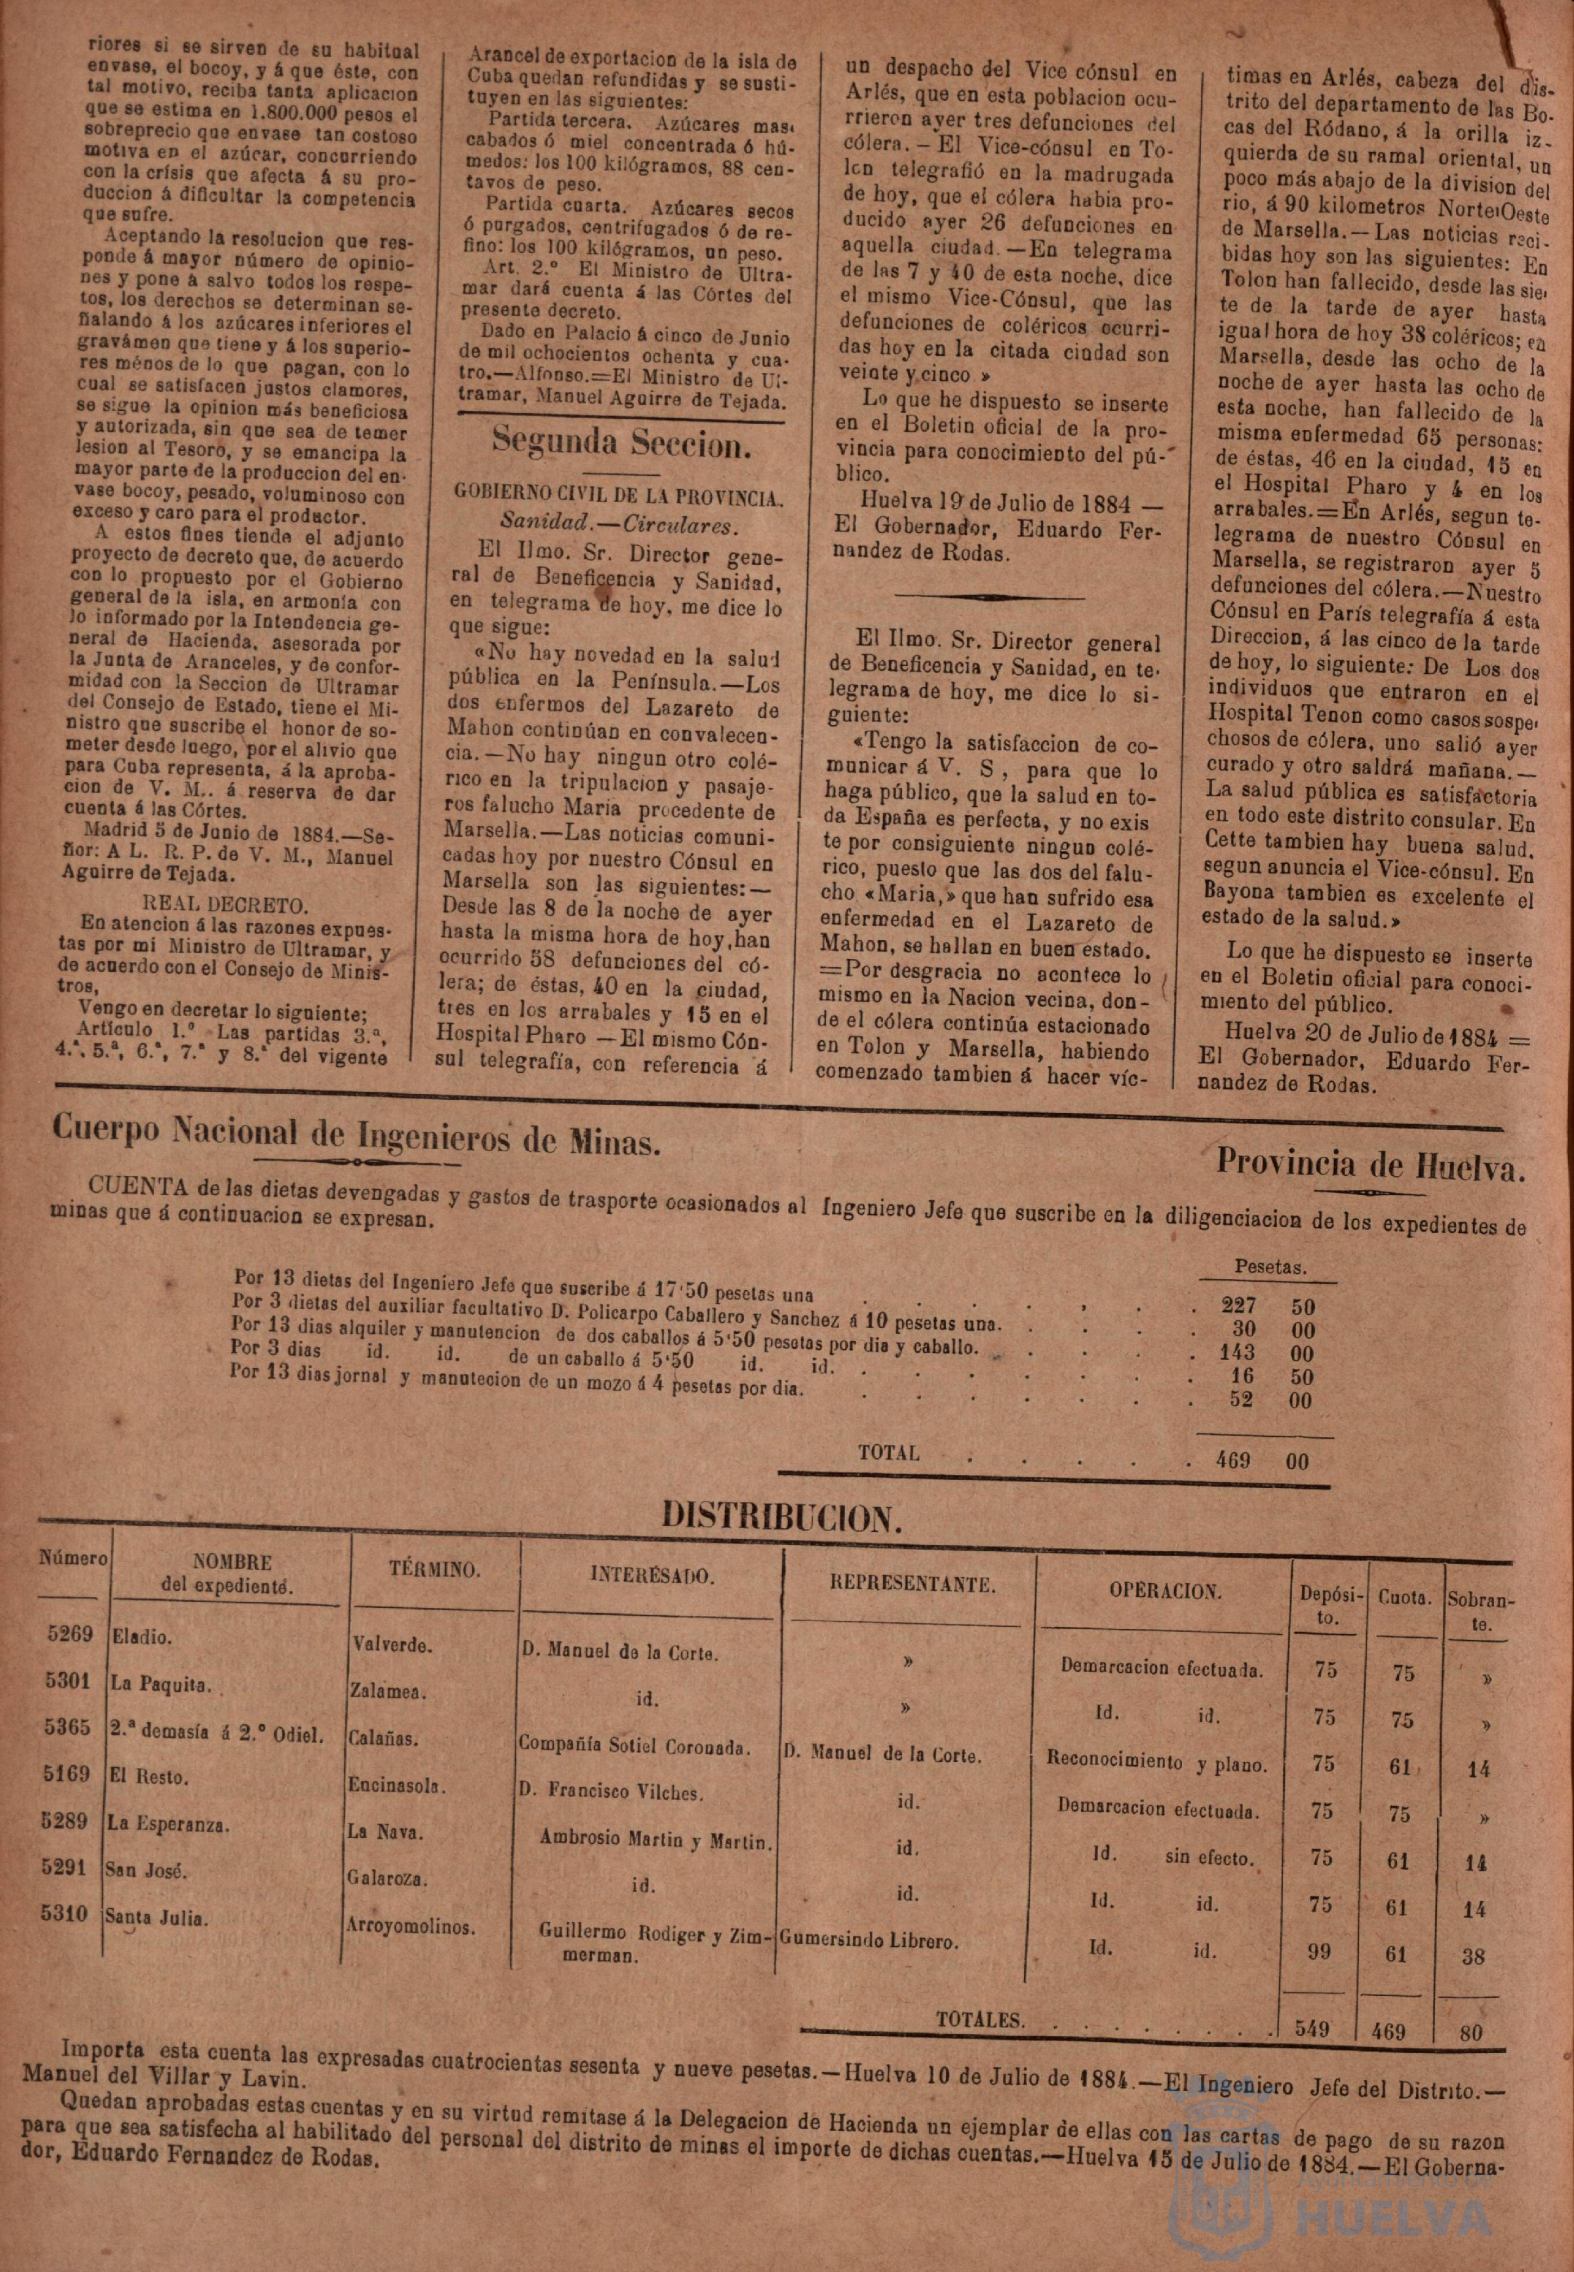 riores si se sirven de su habitual
envase, el bocoy, y á que éste, con
tal motivo, reciba tanta aplicacion
que se estima en 1.800.000 pesos el
sobreprecio que envase tan costoso
motiva en el azúcar, concurriendo
con la crísis que afecta á su pro-
duccion á dificultar la competencia
que sufre.
Aceptando la resolucion que res-
ponde á mayor número de opinio-
nes y pone á salvo todos los respe-
tos, los derechos se determinan se-
ñalando á los azúcares inferiores el
gravámen que tiene y á los superio-
res ménos de lo que pagan, con lo
cual se satisfacen justos clamores,
se sigue la opinion más beneficiosa
y autorizada, sin que sea de temer
lesion al Tesoro, y se emancipa la
mayor parte de la produccion del en-
vase bocoy, pesado, voluminoso con
exceso y caro para el productor.
A estos fines tiende el adjunto
proyecto de decreto que, de acuerdo
con lo propuesto por el Gobierno
general de la isla, en armonía con
lo informado por la Intendencia ge-
neral de Hacienda, asesorada por
la Junta de Aranceles, y de confor-
midad con la Seccion de Ultramar
del Consejo de Estado, tiene el Mi-
nistro que suscribe el honor de so-
meter desde luego, por el alivio que
para Cuba representa, á la aproba-
cion de V. M.. á reserva de dar
cuenta á las Córtes.
Madrid 5 de Junio de 1884.—Se-
ñor: A L. R. P. de V. M., Manuel
Aguirre de Tejada.
REAL DECRETO.
En atencion á las razones expues-
tas por mi Ministro de Ultramar, y
de acuerdo con el Consejo de Minis-
tros,
Vengo en decretar lo siguiente;
Artículo 1.º Las partidas 3.ª,
4.ª, 5.ª, 6.ª, 7.ª y 8.ª del vigente
Arancel de exportacion de la isla de
Cuba quedan refundidas y se susti-
tuyen en las siguientes:
Partida tercera. Azúcares mas-
cabados ó miel concentrada ó hú-
medos: los 100 kilógramos, 88 cen-
tavos de peso.
Partida cuarta. Azúcares secos
ó purgados, centrifugados ó de re-
fino: los 100 kilógramos, un peso.
Art. 2.º El Ministro de Ultra-
mar dará cuenta á las Córtes del
presente decreto.
Dado en Palacio á cinco de Junio
de mil ochocientos ochenta y cua-
tro.—Alfonso.=El Ministro de Ul-
tramar, Manuel Aguirre de Tejada.
Segunda Seccion.
GOBIERNO CIVIL DE LA PROVINCIA.
Sanidad.—Circulares.
El Ilmo. Sr. Director gene-
ral de Beneficencia y Sanidad,
en telegrama de hoy, me dice lo
que sigue:
«No hay novedad en la salud
pública en la Península.—Los
dos enfermos del Lazareto de
Mahon continúan en convalecen-
cia.—No hay ningun otro colé-
rico en la tripulacion y pasaje-
ros falucho Maria procedente de
Marsella.—Las noticias comuni-
cadas hoy por nuestro Cónsul en
Marsella son las siguientes:—
Desde las 8 de la noche de ayer
hasta la misma hora de hoy, han
ocurrido 58 defunciones del có-
lera; de éstas, 40 en la ciudad,
tres en los arrabales y 15 en el
Hospital Pharo —El mismo Cón-
sul telegrafía, con referencia á
un despacho del Vice cónsul en
Arlés, que en esta poblacion ocu-
rrieron ayer tres defunciones del
cólera.—El Vice-cónsul en To-
lon telegrafió en la madrugada
de hoy, que el cólera habia pro-
ducido ayer 26 defunciones en
aquella ciudad.—En telegrama
de las 7 y 40 de esta noche, dice
el mismo Vice-Cónsul, que las
defunciones de coléricos ocurri-
das hoy en la citada ciudad son
veinte y cinco »
Lo que he dispuesto se inserte
en el Boletin oficial de la pro-
vincia para conocimiento del pú-
blico.
Huelva 19 de Julio de 1884 —
El Gobernador, Eduardo Fer-
nandez de Rodas.
El Ilmo. Sr. Director general
de Beneficencia y Sanidad, en te-
legrama de hoy, me dice lo si-
guiente:
«Tengo la satisfaccion de co-
municar á V. S , para que lo
haga público, que la salud en to-
da España es perfecta, y no exis
te por consiguiente ningun colé-
rico, puesto que las dos del falu-
cho «Maria,» que han sufrido esa
enfermedad en el Lazareto de
Mahon, se hallan en buen estado.
=Por desgracia no acontece lo
mismo en la Nacion vecina, don-
de el cólera continúa estacionado
en Tolon y Marsella, habiendo
comenzado tambien á hacer víc-
timas en Arlés, cabeza del dis-
trito del departamento de las Bo-
cas del Ródano, á la orilla iz-
quierda de su ramal oriental, un
poco más abajo de la division del
rio, á 90 kilometros Norte-Oeste
de Marsella.—Las noticias reci-
bidas hoy son las siguientes: En
Tolon han fallecido, desde las sie-
te de la tarde de ayer hasta
igual hora de hoy 38 coléricos; en
Marsella, desde las ocho de la
noche de ayer hasta las ocho de
esta noche, han fallecido de la
misma enfermedad 65 personas:
de éstas, 46 en la ciudad, 15 en
el Hospital Pharo y 4 en los
arrabales.=En Arlés, segun te-
legrama de nuestro Cónsul en
Marsella, se registraron ayer 5
defunciones del cólera.—Nuestro
Cónsul en París telegrafía á esta
Direccion, á las cinco de la tarde
de hoy, lo siguiente: De Los dos
individuos que entraron en el
Hospital Tenon como casos sospe-
chosos de cólera, uno salió ayer
curado y otro saldrá mañana.—
La salud pública es satisfactoria
en todo este distrito consular. En
Cette tambien hay buena salud,
segun anuncia el Vice-cónsul. En
Bayona tambien es excelente el
estado de la salud.»
Lo que he dispuesto se inserte
en el Boletin oficial para conoci-
miento del público.
Huelva 20 de Julio de 1884 =
El Gobernador, Eduardo Fer-
nandez de Rodas.
Cuerpo Nacional de Ingenieros de Minas.
Provincia de Huelva.
CUENTA de las dietas devengadas y gastos de trasporte ocasionados al Ingeniero Jefe que suscribe en la diligenciacion de los expedientes de
minas que á continuacion se expresan.
Pesetas.
Por 13 dietas del Ingeniero Jefe que suscribe á 17'50 pesetas una . . . . . . . 227 50
Por 3 dietas del auxiliar facultativo D. Policarpo Caballero y Sanchez á 10 pesetas una. . . . . 30 00
Por 13 dias alquiler y manutencion de dos caballos á 5'50 pesetas por dia y caballo. . . . . . 143 00
Por 3 dias id. id. de un caballo á 5'50 id. id. . . . . . . . 16 50
Por 13 dias jornal y manutecion de un mozo á 4 pesetas por dia. . . . . . . . 52 00
TOTAL . . . . . 469 00
DISTRIBUCION.
Número NOMBRE del expediente. TÉRMINO. INTERESADO. REPRESENTANTE. OPERACION. Depósi- Cuota. Sobran-
to. te.
5269 Eladio. Valverde. D. Manuel de la Corte. » Demarcacion efectuada. 75 75 »
5301 La Paquita. Zalamea. id. » Id. id. 75 75 »
5365 2.ª demasía á 2.º Odiel. Calañas. Compañía Sotiel Coronada. D. Manuel de la Corte. Reconocimiento y plano. 75 61 14
5169 El Resto. Encinasola. D. Francisco Vilches. id. Demarcacion efectuada. 75 75 »
5289 La Esperanza. La Nava. Ambrosio Martin y Martin. id. Id. sin efecto. 75 61 14
5291 San José. Galaroza. id. id. Id. id. 75 61 14
5310 Santa Julia. Arroyomolinos. Guillermo Rodiger y Zim- Gumersindo Librero. Id. id. 99 61 38
merman.
TOTALES. . . . . . . . . 549 469 80
Importa esta cuenta las expresadas cuatrocientas sesenta y nueve pesetas.—Huelva 10 de Julio de 1884.—El Ingeniero Jefe del Distrito.—
Manuel del Villar y Lavin.
Quedan aprobadas estas cuentas y en su virtud remitase á la Delegacion de Hacienda un ejemplar de ellas con las cartas de pago de su razon
para que sea satisfecha al habilitado del personal del distrito de minas el importe de dichas cuentas.—Huelva 15 de Julio de 1884.—El Goberna-
dor, Eduardo Fernandez de Rodas.
HUELVA